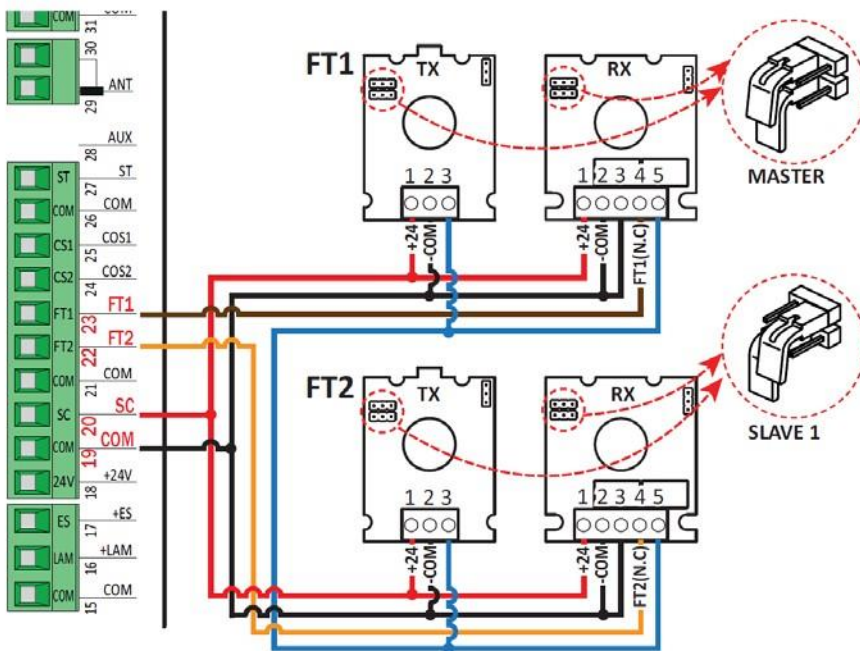 COM
COM
31
30
ANT
29
AUX
28
ST
ST
27
COM
COM
26
CS1
COS1
25
CS2
COS2
24
FT1
FT1
23
FT2
FT2
22
COM
COM
21
SC
SC
20
COM
COM
19
24V
+24V
18
ES
+ES
17
LAM
+LAM
16
COM
COM
15
FT1
TX
1 2 3
+24
-COM
RX
1 2 3 4 5
+24
-COM
FT1(N.C)
MASTER
FT2
TX
1 2 3
+24
-COM
RX
1 2 3 4 5
+24
-COM
FT2(N.C)
SLAVE 1